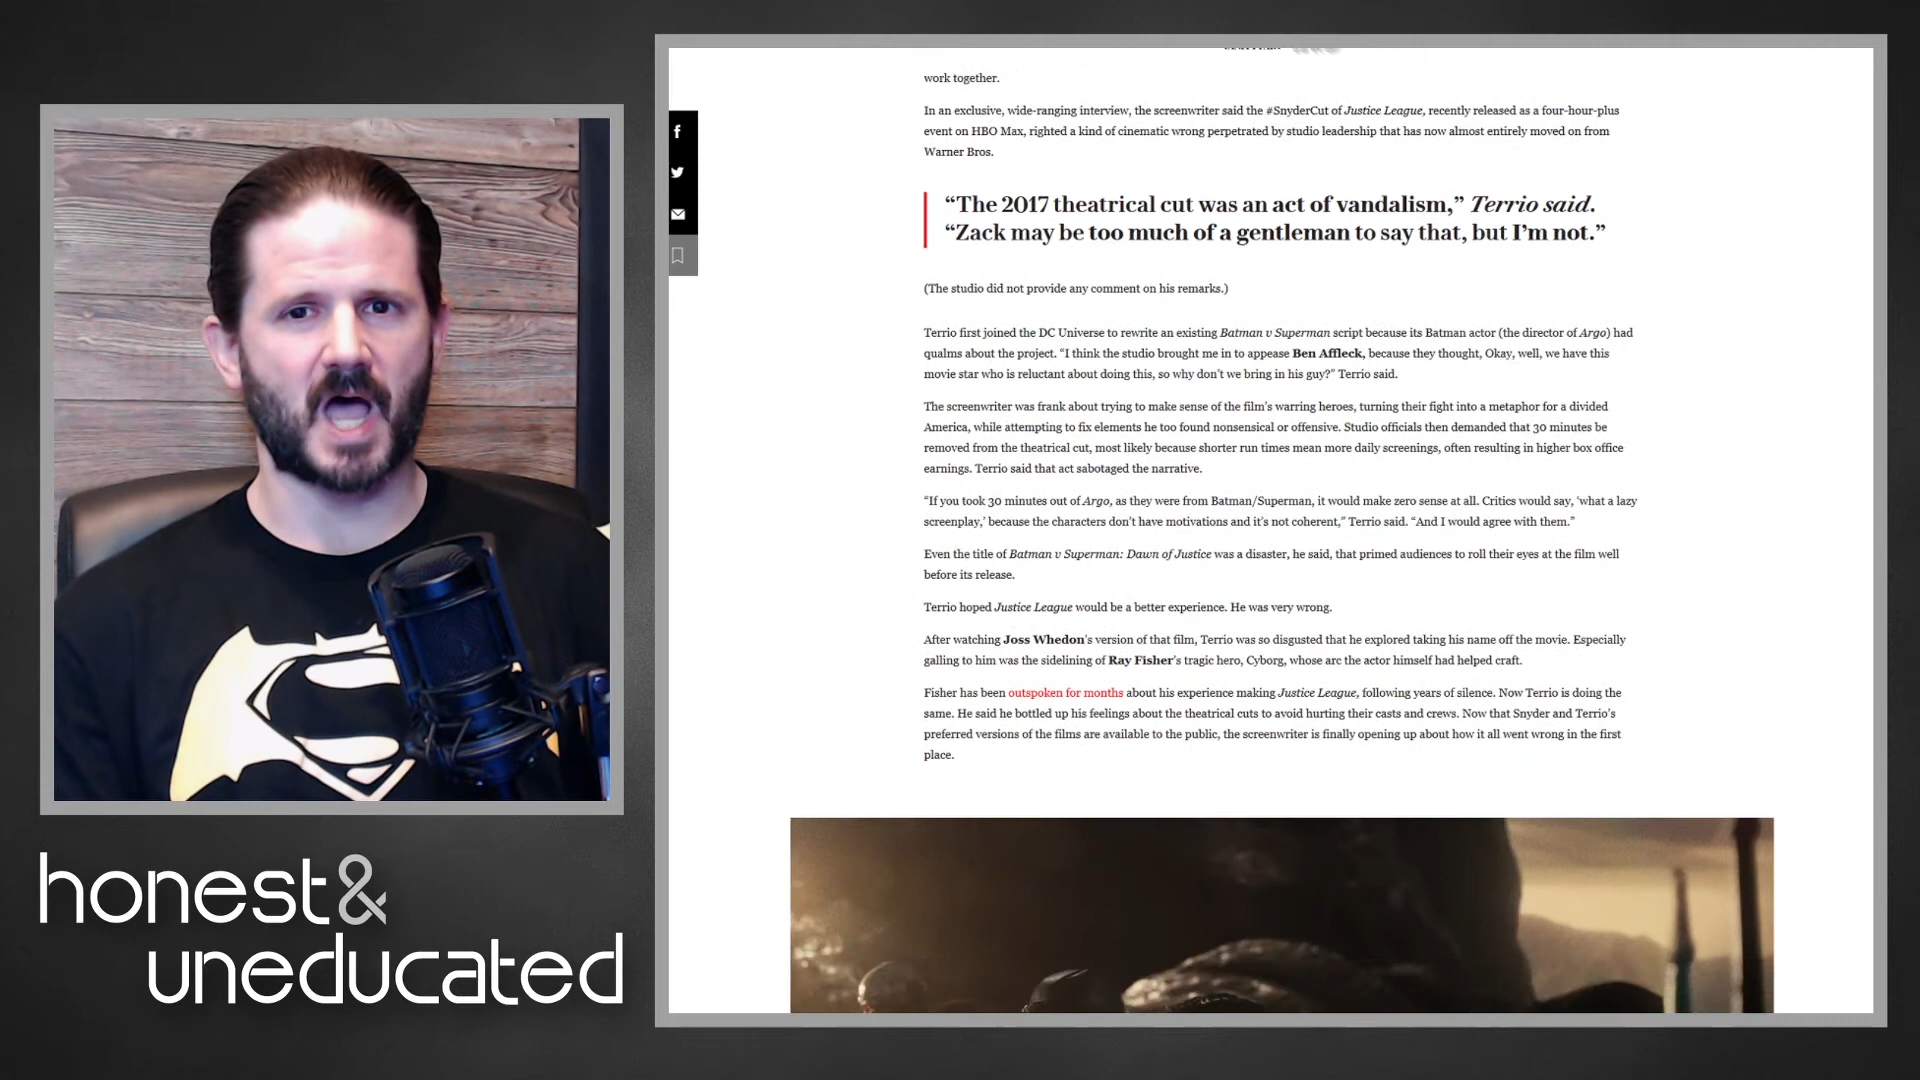 work together.
In an exclusive, wide-ranging interview, the screenwriter said the #SnyderCut of Justice League, recently released as a four-hour-plus
event on HBO Max, righted a kind of cinematic wrong perpetrated by studio leadership that has now almost entirely moved on from
Warner Bros.
“The 2017 theatrical cut was an act of vandalism,” Terrio said.
“Zack may be too much of a gentleman to say that, but I’m not.”
(The studio did not provide any comment on his remarks.)
Terrio first joined the DC Universe to rewrite an existing Batman v Superman script because its Batman actor (the director of Argo) had
qualms about the project. “I think the studio brought me in to appease Ben Affleck, because they thought, Okay, well, we have this
movie star who is reluctant about doing this, so why don’t we bring in his guy?” Terrio said.
The screenwriter was frank about trying to make sense of the film’s warring heroes, turning their fight into a metaphor for a divided
America, while attempting to fix elements he too found nonsensical or offensive. Studio officials then demanded that 30 minutes be
removed from the theatrical cut, most likely because shorter run times mean more daily screenings, often resulting in higher box office
earnings. Terrio said that act sabotaged the narrative.
“If you took 30 minutes out of Argo, as they were from Batman/Superman, it would make zero sense at all. Critics would say, ‘what a lazy
screenplay,’ because the characters don’t have motivations and it’s not coherent,” Terrio said. “And I would agree with them.”
Even the title of Batman v Superman: Dawn of Justice was a disaster, he said, that primed audiences to roll their eyes at the film well
before its release.
Terrio hoped Justice League would be a better experience. He was very wrong.
After watching Joss Whedon’s version of that film, Terrio was so disgusted that he explored taking his name off the movie. Especially
galling to him was the sidelining of Ray Fisher’s tragic hero, Cyborg, whose arc the actor himself had helped craft.
Fisher has been outspoken for months about his experience making Justice League, following years of silence. Now Terrio is doing the
same. He said he bottled up his feelings about the theatrical cuts to avoid hurting their casts and crews. Now that Snyder and Terrio’s
preferred versions of the films are available to the public, the screenwriter is finally opening up about how it all went wrong in the first
place.
honest&
uneducated